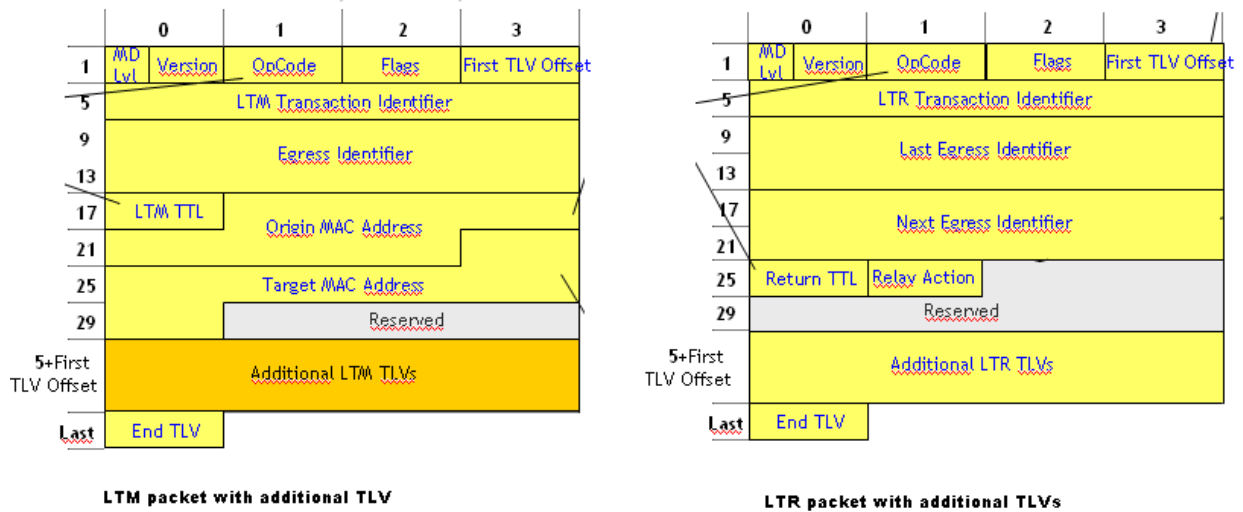 0 1 2 3
1 MD Lvl Version OpCode Flags First TLV Offset
5 LTM Transaction Identifier
9 Egress Identifier
13
17 LTM TTL Origin MAC Address
21
25 Target MAC Address
29 Reserved
5+First
TLV Offset
Additional LTM TLVs
Last End TLV
LTM packet with additional TLV
0 1 2 3
1 MD Lvl Version OpCode Flags First TLV Offset
5 LTR Transaction Identifier
9 Last Egress Identifier
13
17 Next Egress Identifier
21
25 Return TTL Relay Action
29 Reserved
5+First
TLV Offset
Additional LTR TLVs
Last End TLV
LTR packet with additional TLVs